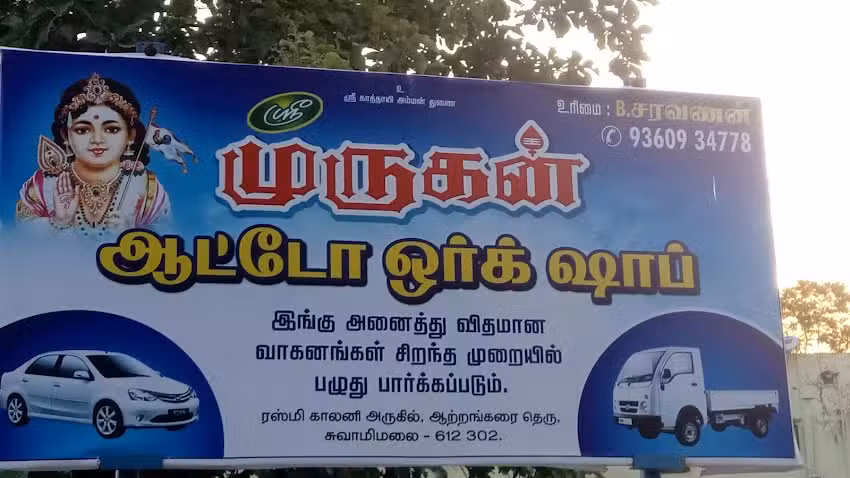 உ
ஸ்ரீ காத்தாயி அம்மன் துணை
உரிமை : B.சரவணன்
✆ 93609 34778
ஸ்ரீ
முருகன்
ஆட்டோ ஒர்க் ஷாப்
இங்கு அனைத்து விதமான
வாகனங்கள் சிறந்த முறையில்
பழுது பார்க்கப்படும்.
ரஸ்மி காலனி அருகில், ஆற்றங்கரை தெரு,
சுவாமிமலை - 612 302.